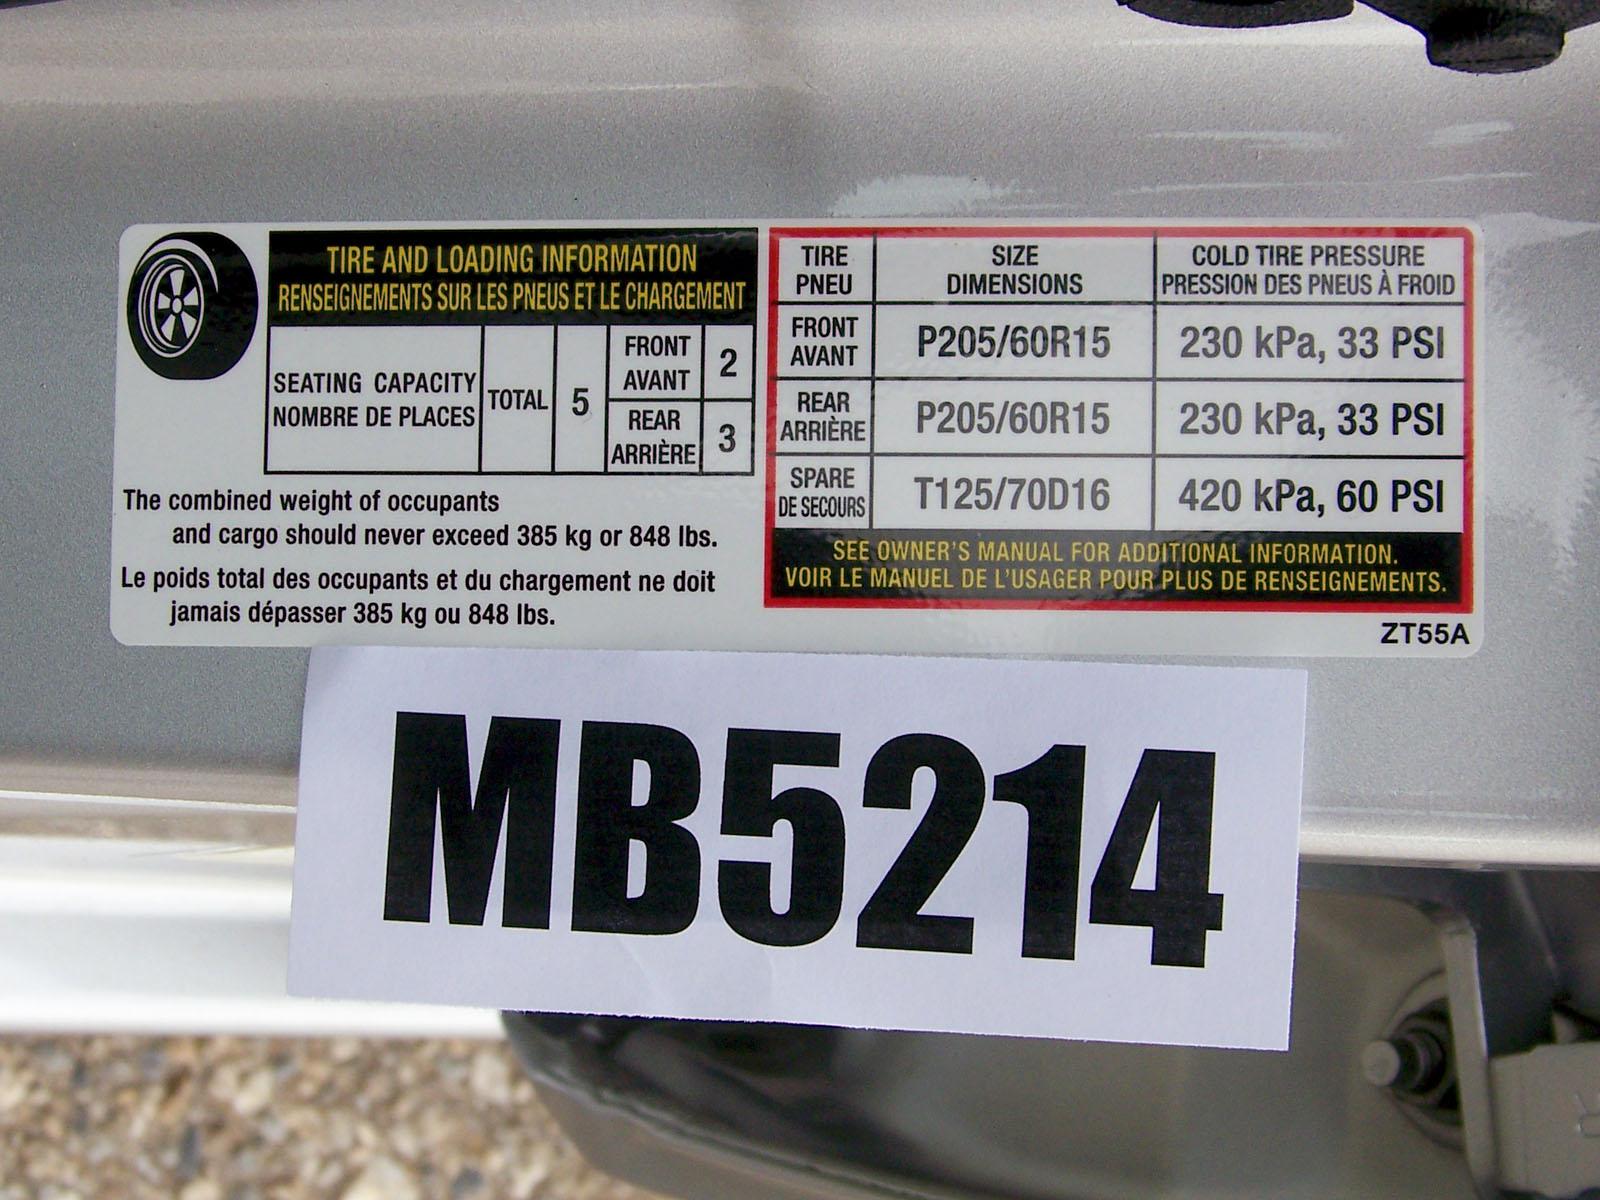 TIRE AND LOADING INFORMATION
RENSEIGNEMENTS SUR LES PNEUS ET LE CHARGEMENT
SEATING CAPACITY
NOMBRE DE PLACES
TOTAL
5
FRONT
AVANT
2
REAR
ARRIÈRE
3
The combined weight of occupants
and cargo should never exceed 385 kg or 848 lbs.
Le poids total des occupants et du chargement ne doit
jamais dépasser 385 kg ou 848 lbs.
TIRE
PNEU
SIZE
DIMENSIONS
COLD TIRE PRESSURE
PRESSION DES PNEUS À FROID
FRONT
AVANT
P205/60R15
230 kPa, 33 PSI
REAR
ARRIÈRE
P205/60R15
230 kPa, 33 PSI
SPARE
DE SECOURS
T125/70D16
420 kPa, 60 PSI
SEE OWNER'S MANUAL FOR ADDITIONAL INFORMATION.
VOIR LE MANUEL DE L'USAGER POUR PLUS DE RENSEIGNEMENTS.
ZT55A
MB5214